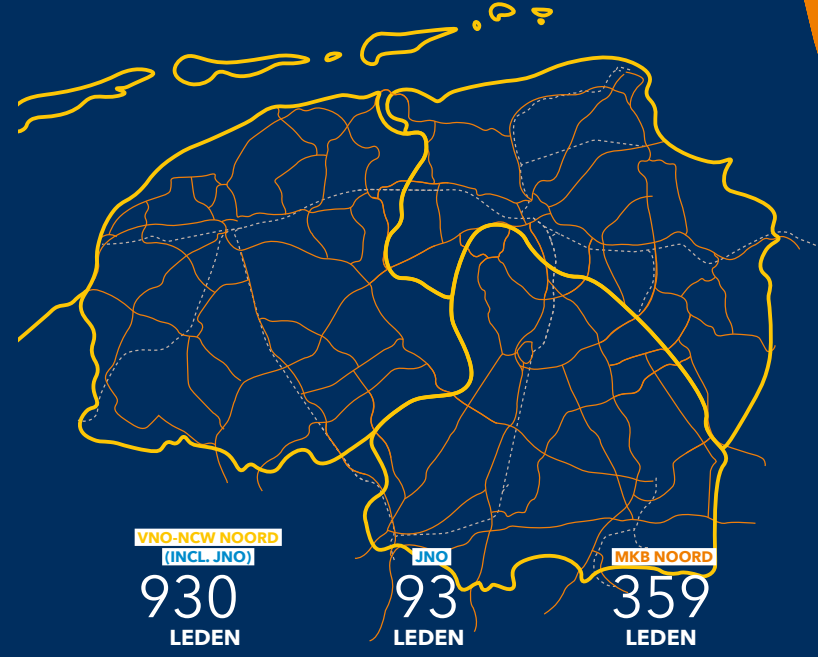 VNO-NCW NOORD
(INCL. JNO)
930
LEDEN
JNO
93
LEDEN
MKB NOORD
359
LEDEN